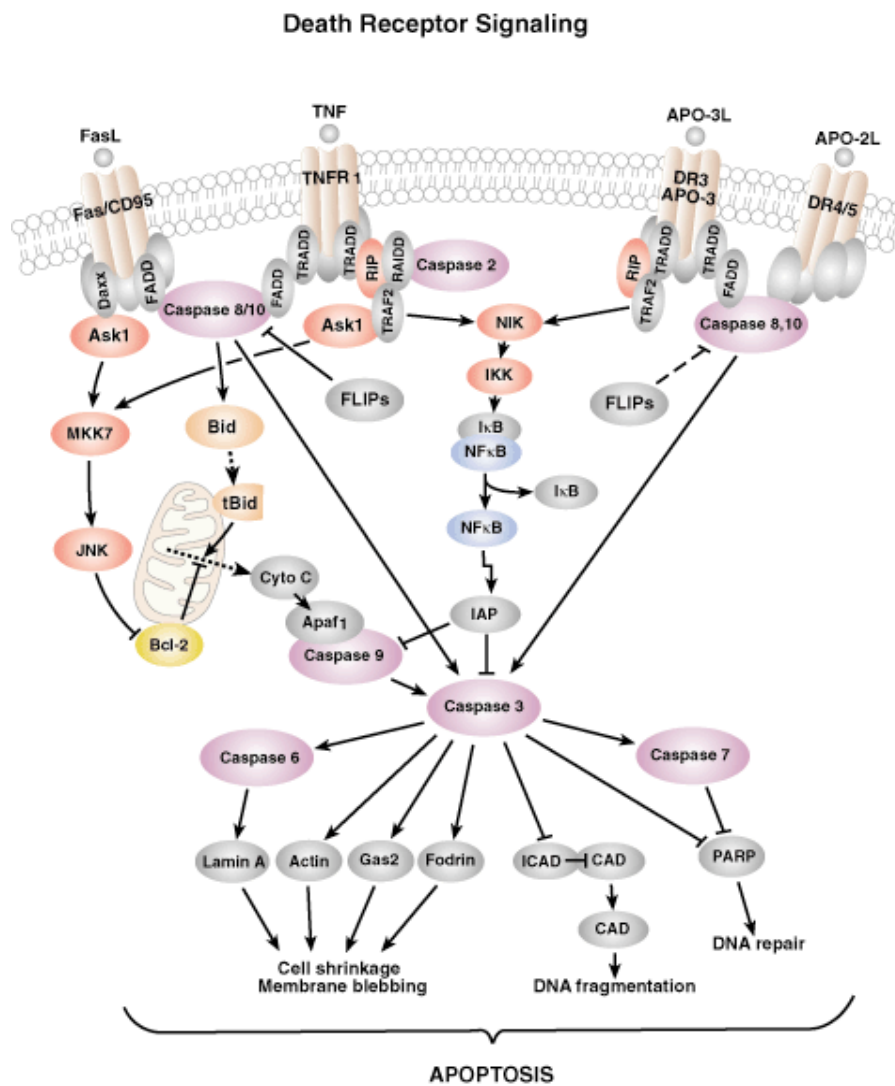 Death Receptor Signaling
TNF
APO-3L
FasL
APO-2L
TNFR 1
DR3
APO-3
Fas/CD95
DR4/5
Daxx
FADD
FADD
TRADD
TRADD
RIP
RAIDD
TRAF2
Caspase 2
RIP
TRADD
TRAF2
TRADD
FADD
Caspase 8/10
Ask1
Ask1
NIK
Caspase 8,10
IKK
FLIPs
FLIPs
MKK7
Bid
IκB
NFκB
IκB
tBid
NFκB
JNK
Cyto C
Apaf1
IAP
Bcl-2
Caspase 9
Caspase 3
Caspase 6
Caspase 7
Lamin A
Actin
Gas2
Fodrin
ICAD
CAD
PARP
CAD
DNA repair
Cell shrinkage
Membrane blebbing
DNA fragmentation
APOPTOSIS